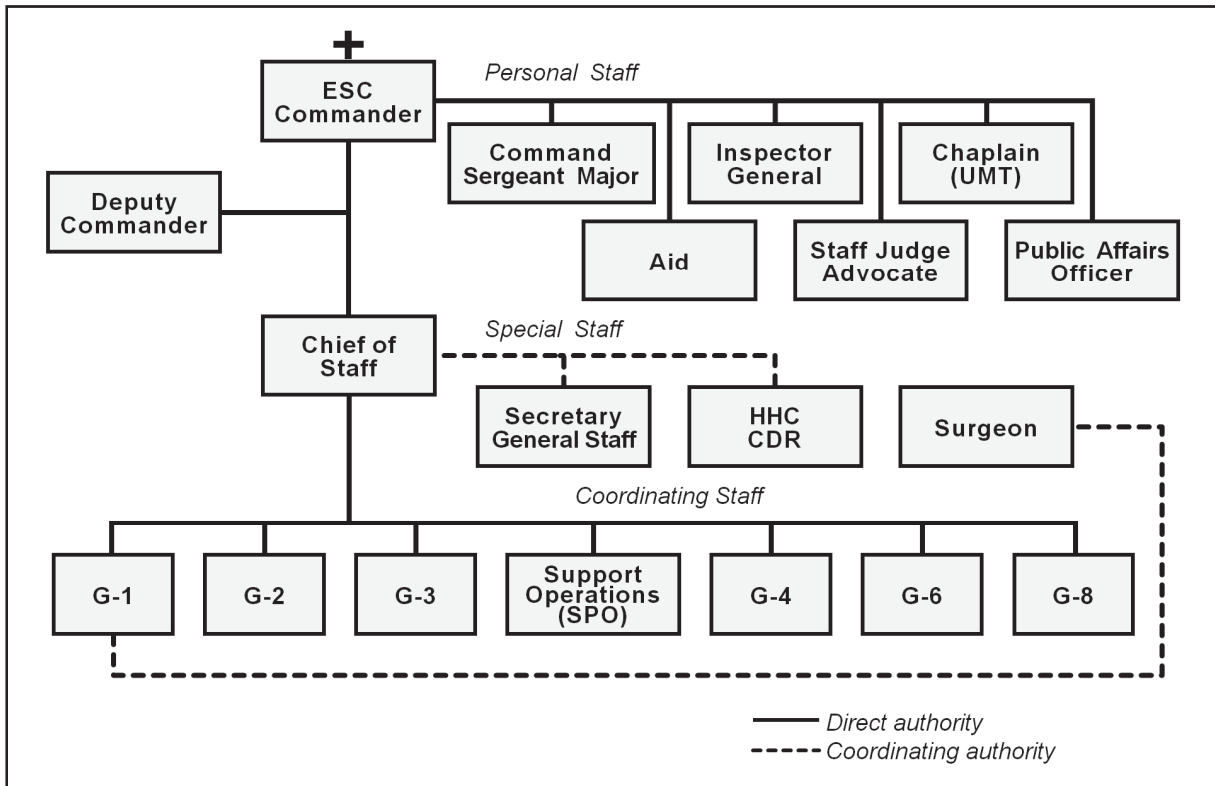 Personal Staff
ESC
Commander
Command
Sergeant Major
Inspector
General
Chaplain
(UMT)
Deputy
Commander
Aid
Staff Judge
Advocate
Public Affairs
Officer
Special Staff
Chief of
Staff
Secretary
General Staff
HHC
CDR
Surgeon
Coordinating Staff
G-1
G-2
G-3
Support
Operations
(SPO)
G-4
G-6
G-8
Direct authority
Coordinating authority